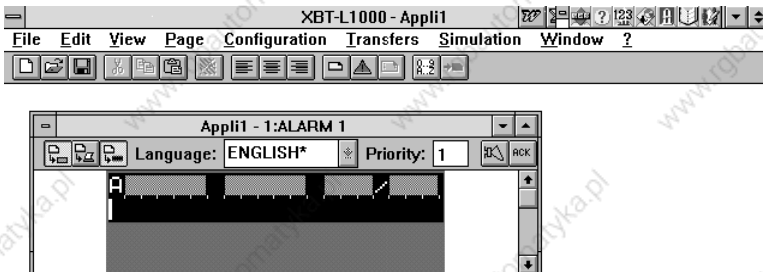 XBT-L1000 - Appli1
File Edit View Page Configuration Transfers Simulation Window ?
Appli1 - 1:ALARM 1
Language: ENGLISH* Priority: 1 ACK
A /